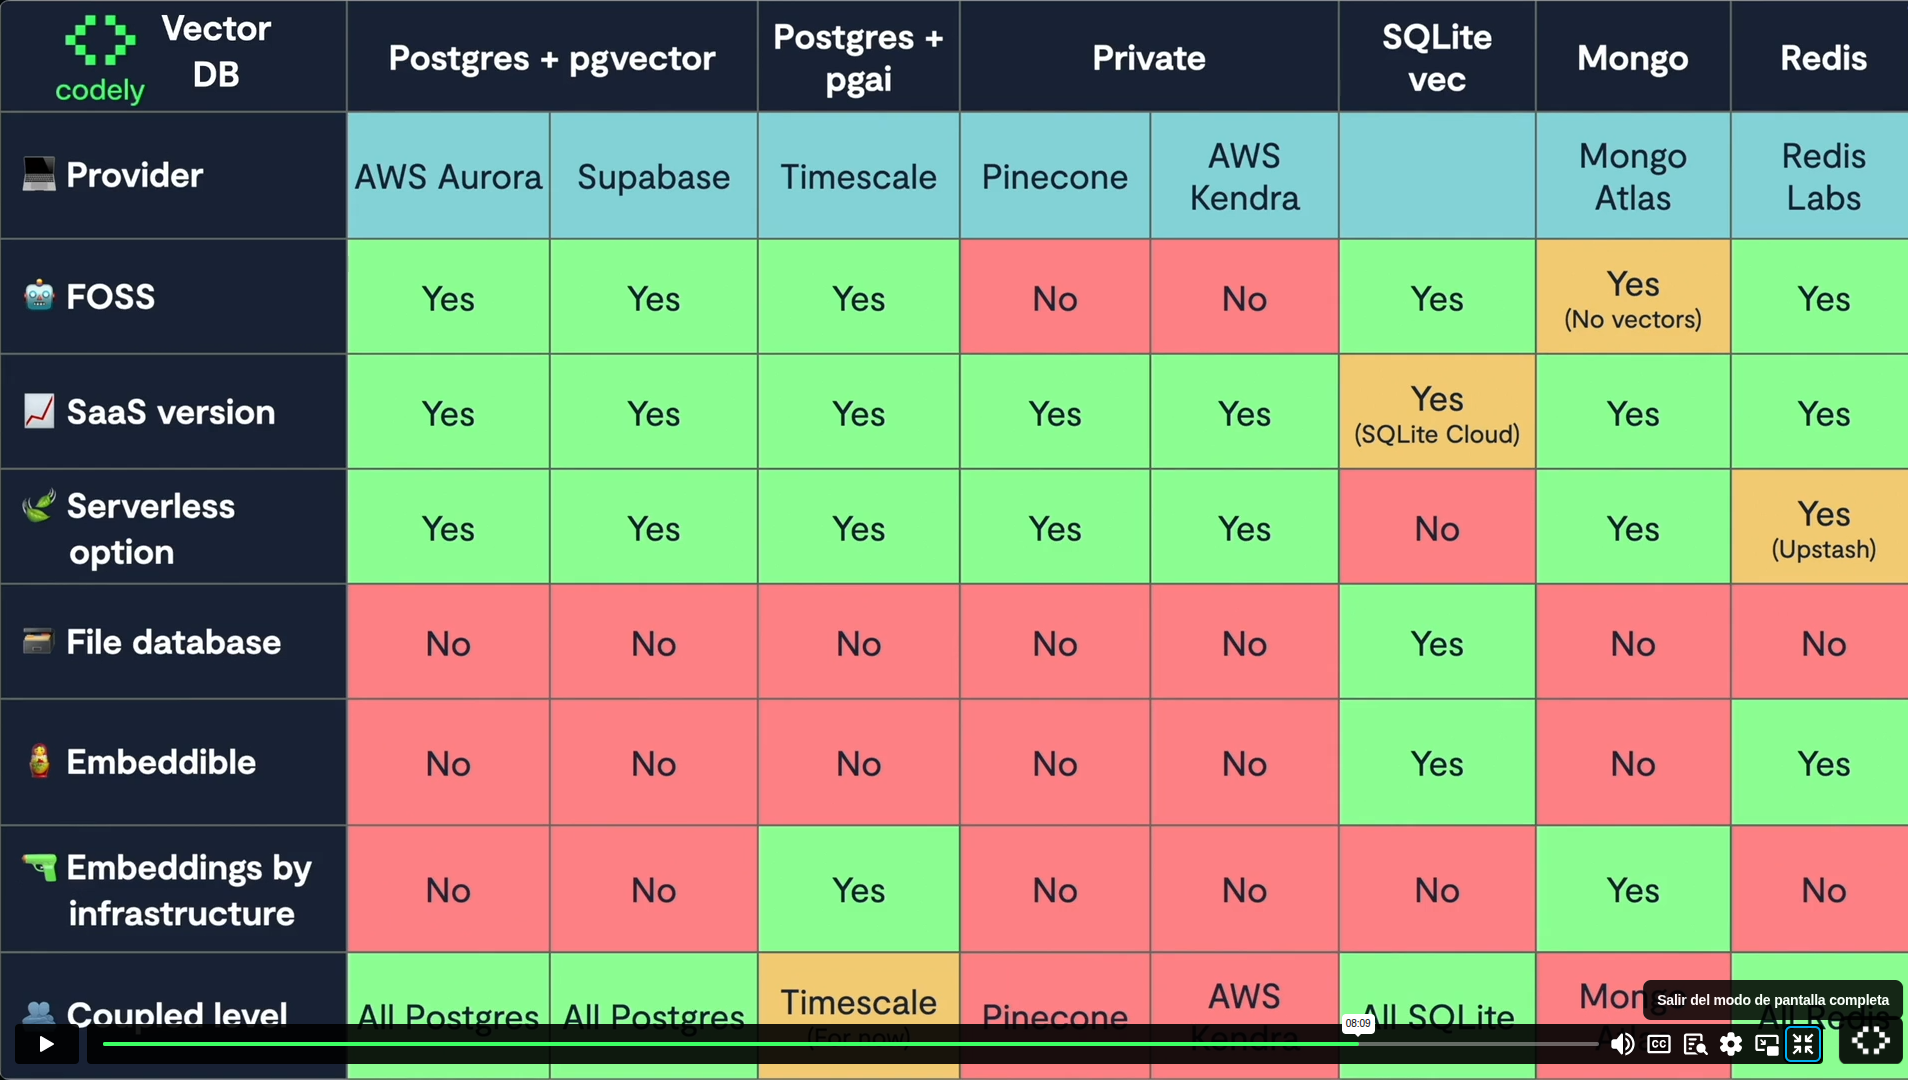 codely
Vector
DB
Postgres + pgvector
Postgres +
pgai
Private
SQLite
vec
Mongo
Redis
Provider
AWS Aurora
Supabase
Timescale
Pinecone
AWS
Kendra
Mongo
Atlas
Redis
Labs
FOSS
Yes
Yes
Yes
No
No
Yes
Yes
(No vectors)
Yes
SaaS version
Yes
Yes
Yes
Yes
Yes
Yes
(SQLite Cloud)
Yes
Yes
Serverless
option
Yes
Yes
Yes
Yes
Yes
No
Yes
Yes
(Upstash)
File database
No
No
No
No
No
Yes
No
No
Embeddible
No
No
No
No
No
Yes
No
Yes
Embeddings by
infrastructure
No
No
Yes
No
No
No
Yes
No
Coupled level
All Postgres
All Postgres
Timescale
(For now)
Pinecone
AWS
Kendra
All SQLite
Mongo
All Redis
Salir del modo de pantalla completa
08:09
CC